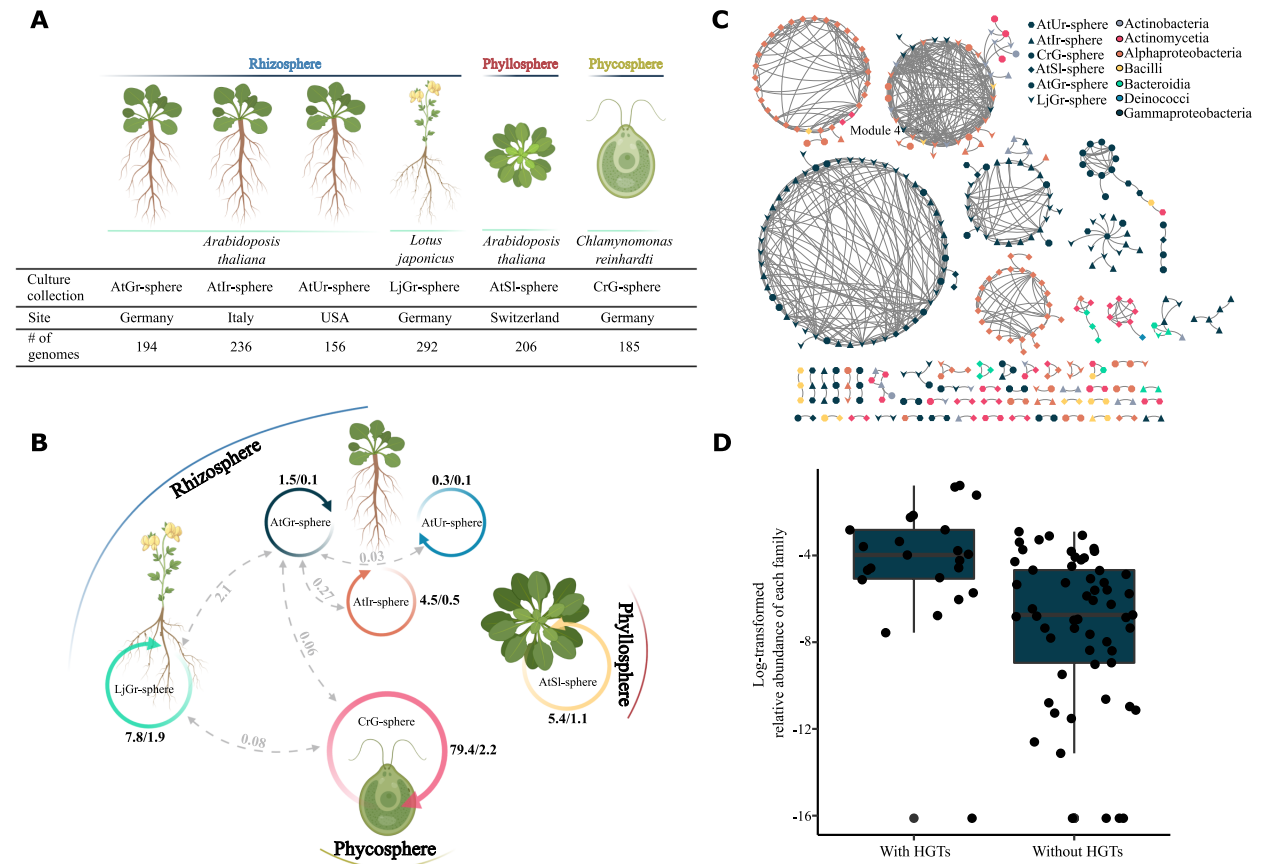 A
Rhizosphere
Phyllosphere
Phycosphere
Arabidoposis
thaliana
Lotus
japonicus
Arabidoposis
thaliana
Chlamynomonas
reinhardti
Culture
collection
AtGr-sphere
AtIr-sphere
AtUr-sphere
LjGr-sphere
AtSl-sphere
CrG-sphere
Site
Germany
Italy
USA
Germany
Switzerland
Germany
# of
genomes
194
236
156
292
206
185
B
Rhizosphere
1.5/0.1
AtGr-sphere
0.3/0.1
AtUr-sphere
0.03
0.27
AtIr-sphere
4.5/0.5
2.1
0.06
LjGr-sphere
7.8/1.9
0.08
Phyllosphere
AtSl-sphere
5.4/1.1
CrG-sphere
79.4/2.2
Phycosphere
C
Module 4
AtUr-sphere
AtIr-sphere
CrG-sphere
AtSl-sphere
AtGr-sphere
LjGr-sphere
Actinobacteria
Actinomycetia
Alphaproteobacteria
Bacilli
Bacteroidia
Deinococci
Gammaproteobacteria
D
Log-transformed
relative abundance of each family
-4
-8
-12
-16
With HGTs
Without HGTs